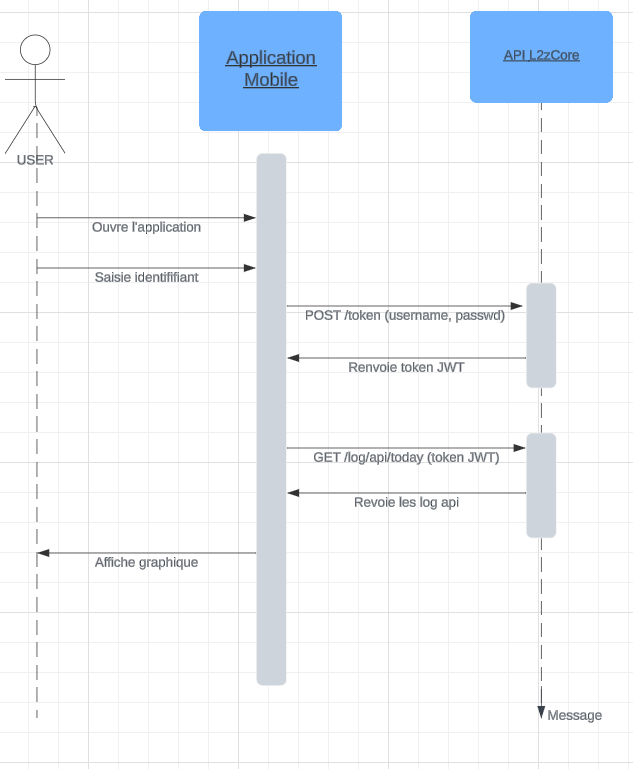 Application
Mobile
API L2zCore
USER
Ouvre l'application
Saisie identififiant
POST /token (username, passwd)
Renvoie token JWT
GET /log/api/today (token JWT)
Revoie les log api
Affiche graphique
Message